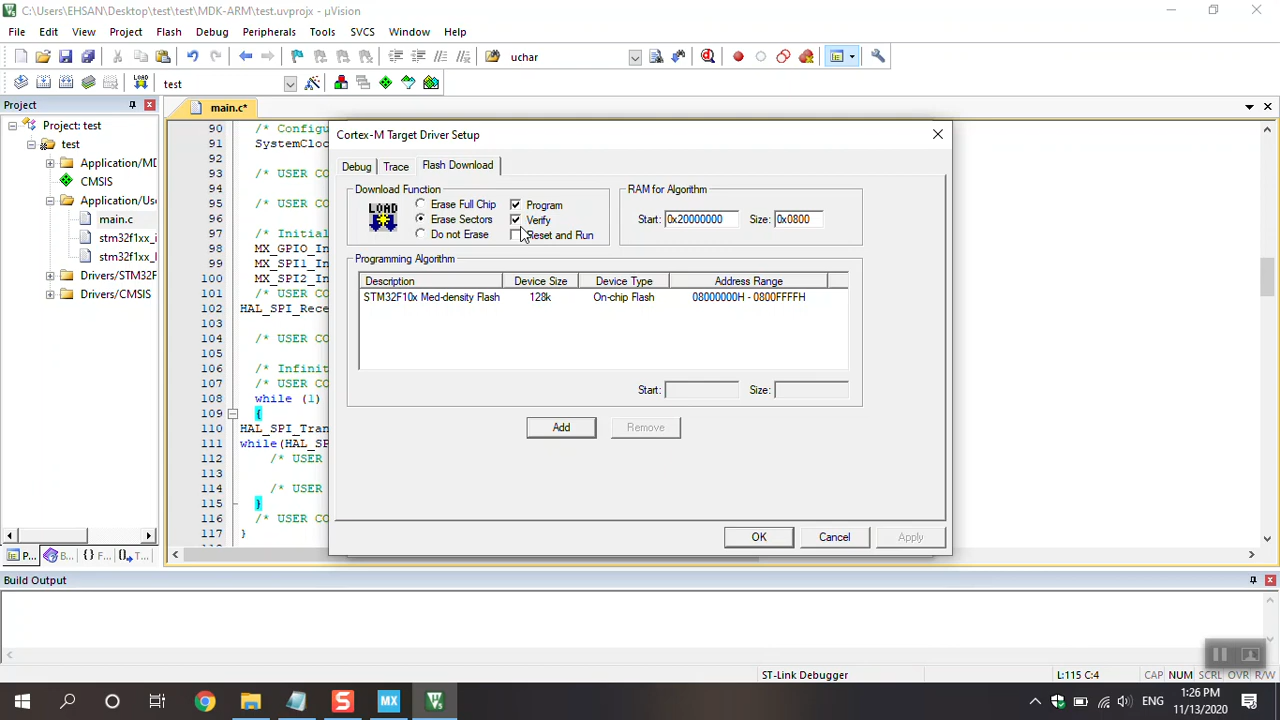 C:\Users\EHSAN\Desktop\test\test\MDK-ARM\test.uvprojx - µVision
File Edit View Project Flash Debug Peripherals Tools SVCS Window Help
uchar
LOAD test
Project
main.c*
Project: test
test
Application/MD
CMSIS
Application/Use
main.c
stm32f1xx_i
stm32f1xx_
Drivers/STM32F
Drivers/CMSIS
90 /* Configu
91 SystemCloc
92
93 /* USER CO
94
95 /* USER CO
96
97 /* Initial
98 MX_GPIO_In
99 MX_SPI1_In
100 MX_SPI2_In
101 /* USER CO
102 HAL_SPI_Rece
103
104 /* USER CO
105
106 /* Infinit
107 /* USER CO
108 while (1)
109 {
110 HAL_SPI_Tran
111 while(HAL_SP
112 /* USER
113
114 /* USER
115 }
116 /* USER CO
117 }
Cortex-M Target Driver Setup
Debug Trace Flash Download
Download Function
LOAD
Erase Full Chip
Erase Sectors
Do not Erase
Program
Verify
Reset and Run
RAM for Algorithm
Start: 0x20000000 Size: 0x0800
Programming Algorithm
Description Device Size Device Type Address Range
STM32F10x Med-density Flash 128k On-chip Flash 08000000H - 0800FFFFH
Start: Size:
Add Remove
OK Cancel Apply
P... B... {} F... T...
Build Output
ST-Link Debugger L:115 C:4 CAP NUM SCRL OVR R/W
S MX ENG 1:26 PM
11/13/2020